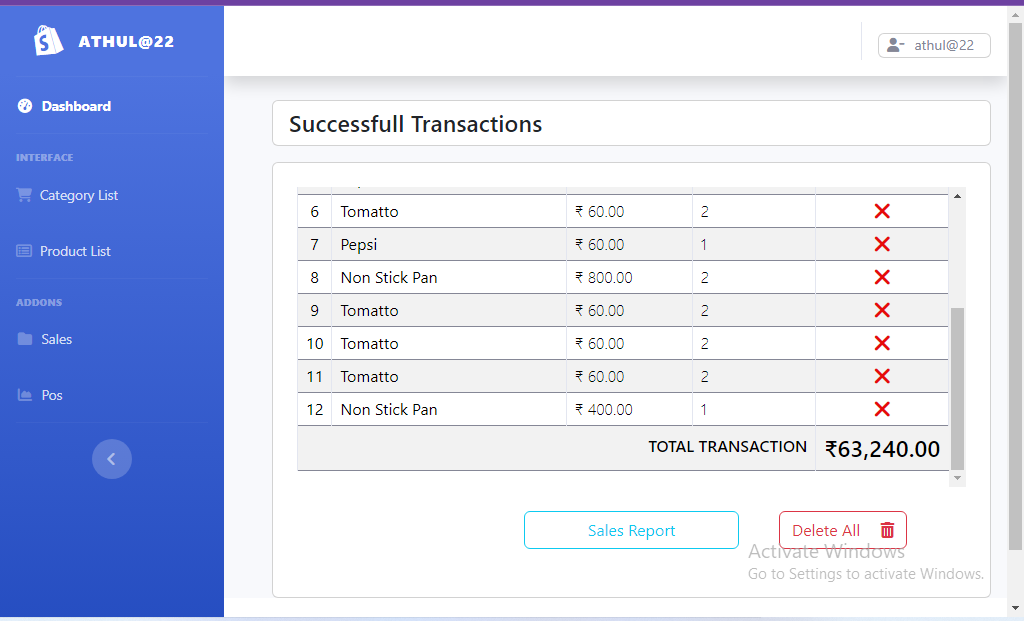 ATHUL@22
athul@22
Dashboard
INTERFACE
Category List
Product List
ADDONS
Sales
Pos
Successfull Transactions
6 Tomatto ₹ 60.00 2
7 Pepsi ₹ 60.00 1
8 Non Stick Pan ₹ 800.00 2
9 Tomatto ₹ 60.00 2
10 Tomatto ₹ 60.00 2
11 Tomatto ₹ 60.00 2
12 Non Stick Pan ₹ 400.00 1
TOTAL TRANSACTION ₹63,240.00
Sales Report
Delete All
Activate Windows
Go to Settings to activate Windows.